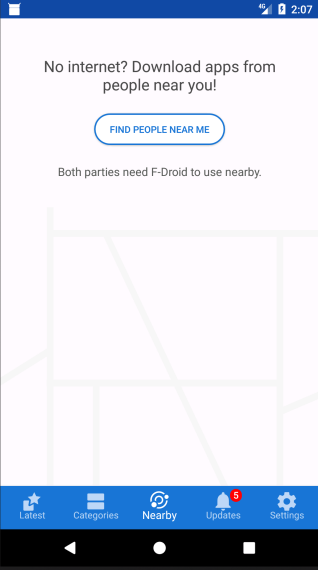 4G 2:07
No internet? Download apps from
people near you!
FIND PEOPLE NEAR ME
Both parties need F-Droid to use nearby.
5
Latest Categories Nearby Updates Settings